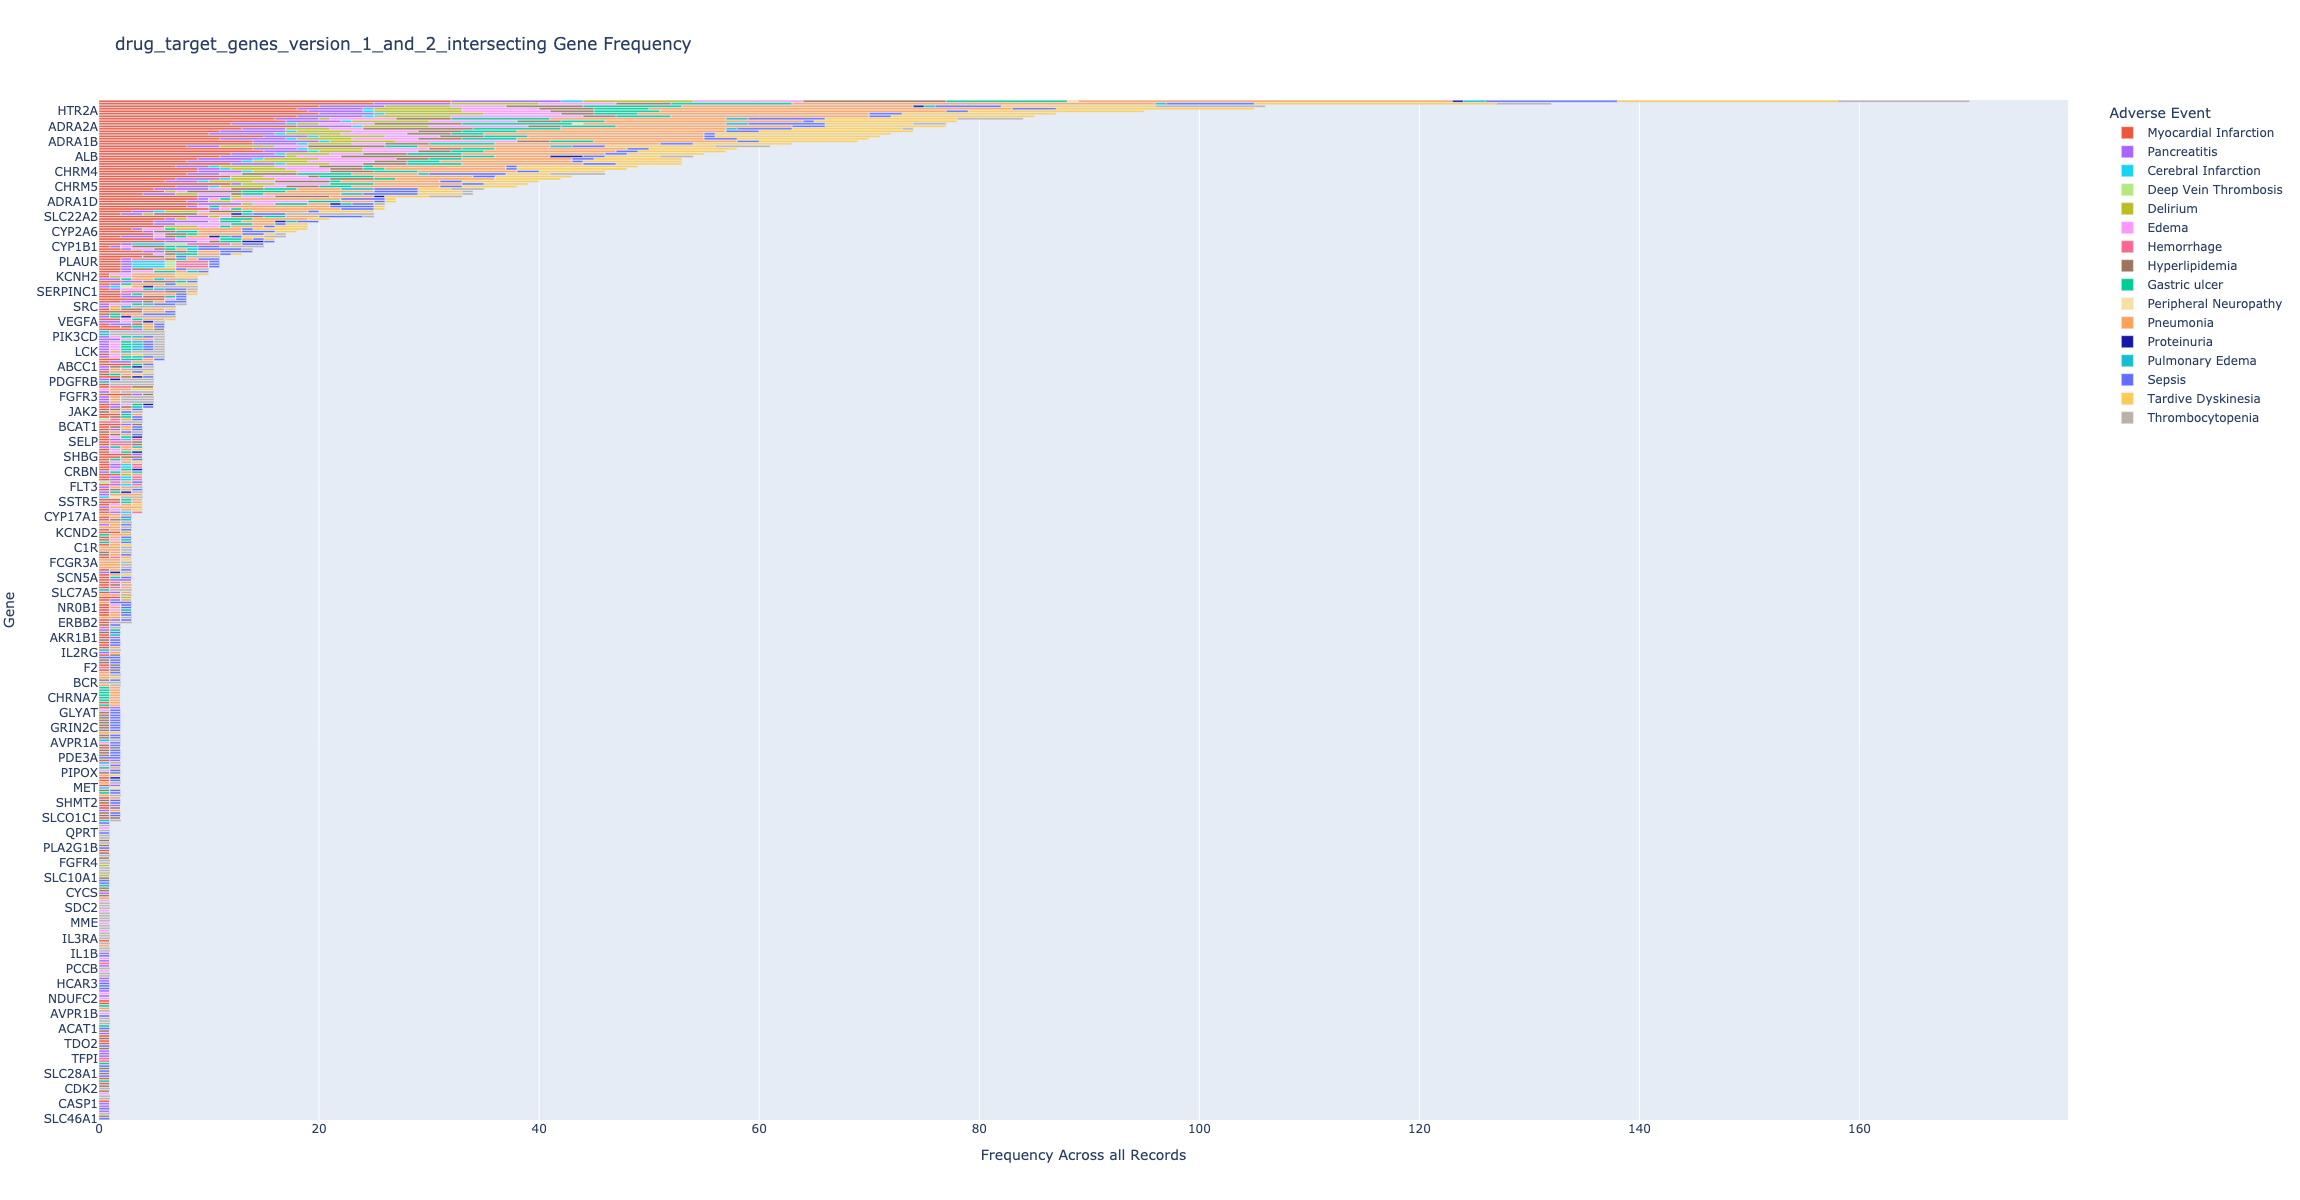 drug_target_genes_version_1_and_2_intersecting Gene Frequency
HTR2A
ADRA2A
ADRA1B
ALB
CHRM4
CHRM5
ADRA1D
SLC22A2
CYP2A6
CYP1B1
PLAUR
KCNH2
SERPINC1
SRC
VEGFA
PIK3CD
LCK
ABCC1
PDGFRB
FGFR3
JAK2
BCAT1
SELP
SHBG
CRBN
FLT3
SSTR5
CYP17A1
KCND2
C1R
FCGR3A
SCN5A
SLC7A5
NR0B1
ERBB2
AKR1B1
IL2RG
F2
BCR
CHRNA7
GLYAT
GRIN2C
AVPR1A
PDE3A
PIPOX
MET
SHMT2
SLCO1C1
QPRT
PLA2G1B
FGFR4
SLC10A1
CYCS
SDC2
MME
IL3RA
IL1B
PCCB
HCAR3
NDUFC2
AVPR1B
ACAT1
TDO2
TFPI
SLC28A1
CDK2
CASP1
SLC46A1
Gene
0 20 40 60 80 100 120 140 160
Frequency Across all Records
Adverse Event
Myocardial Infarction
Pancreatitis
Cerebral Infarction
Deep Vein Thrombosis
Delirium
Edema
Hemorrhage
Hyperlipidemia
Gastric ulcer
Peripheral Neuropathy
Pneumonia
Proteinuria
Pulmonary Edema
Sepsis
Tardive Dyskinesia
Thrombocytopenia